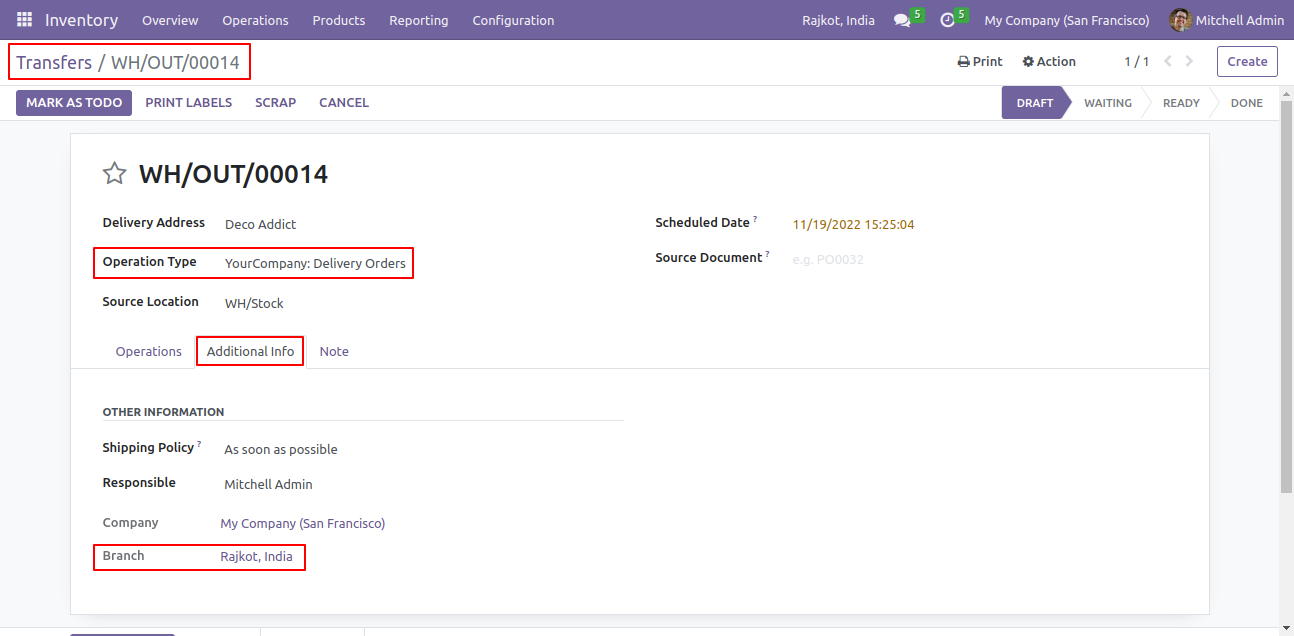 Inventory Overview Operations Products Reporting Configuration Rajkot, India 5 5 My Company (San Francisco) Mitchell Admin
Transfers / WH/OUT/00014 Print Action 1 / 1 Create
MARK AS TODO PRINT LABELS SCRAP CANCEL DRAFT WAITING READY DONE
WH/OUT/00014
Delivery Address Deco Addict Scheduled Date ? 11/19/2022 15:25:04
Operation Type YourCompany: Delivery Orders Source Document ? e.g. PO0032
Source Location WH/Stock
Operations Additional Info Note
OTHER INFORMATION
Shipping Policy ? As soon as possible
Responsible Mitchell Admin
Company My Company (San Francisco)
Branch Rajkot, India